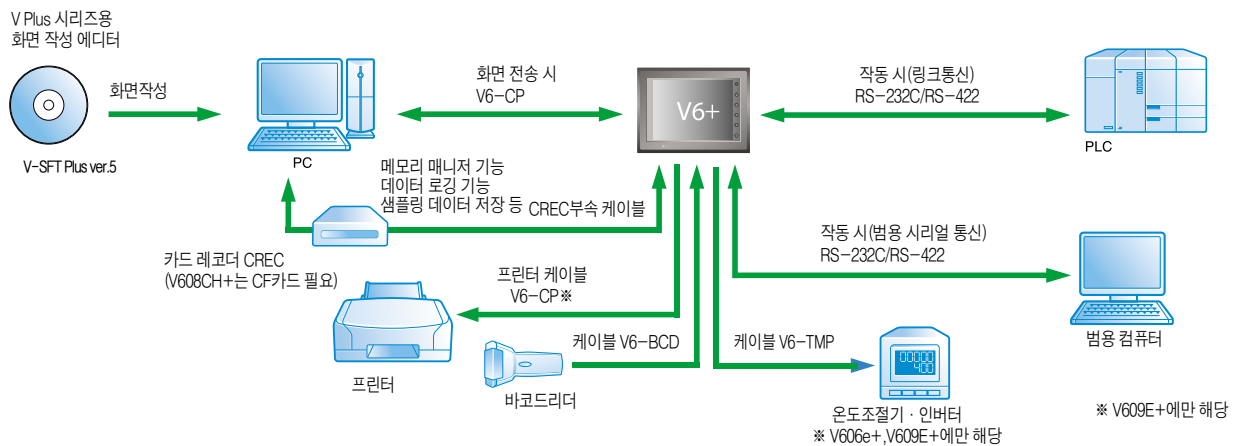 V Plus 시리즈용
화면 작성 에디터
화면작성
V-SFT Plus ver.5
PC
화면 전송 시
V6-CP
V6+
작동 시(링크통신)
RS-232C/RS-422
PLC
메모리 매니저 기능
데이터 로깅 기능
샘플링 데이터 저장 등
CREC부속 케이블
카드 레코더 CREC
(V608CH+는 CF카드 필요)
작동 시(범용 시리얼 통신)
RS-232C/RS-422
범용 컴퓨터
프린터 케이블
V6-CP※
프린터
케이블 V6-BCD
바코드리더
케이블 V6-TMP
00000
400
온도조절기 · 인버터
※ V606e+,V609E+에만 해당
※ V609E+에만 해당